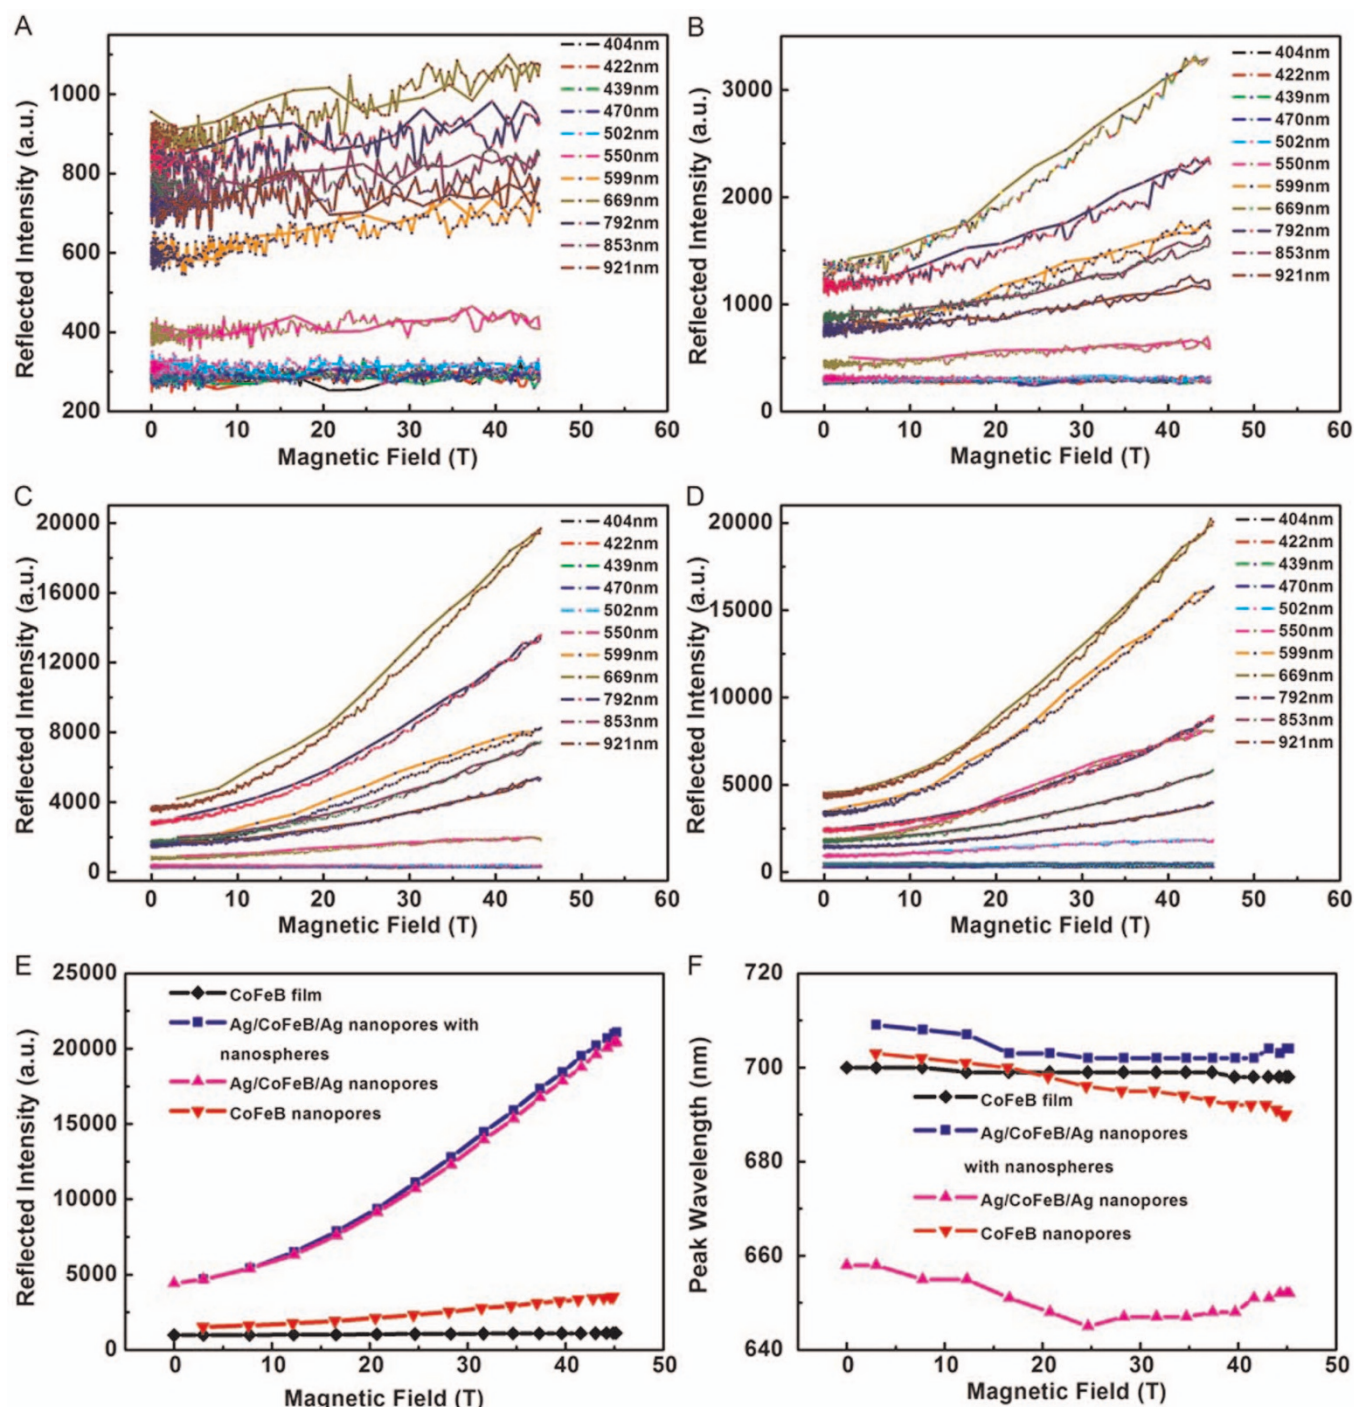 A
Reflected Intensity (a.u.)
1000
800
600
400
200
0 10 20 30 40 50 60
Magnetic Field (T)
404nm
422nm
439nm
470nm
502nm
550nm
599nm
669nm
792nm
853nm
921nm
B
Reflected Intensity (a.u.)
3000
2000
1000
0
0 10 20 30 40 50 60
Magnetic Field (T)
404nm
422nm
439nm
470nm
502nm
550nm
599nm
669nm
792nm
853nm
921nm
C
Reflected Intensity (a.u.)
20000
16000
12000
8000
4000
0
0 10 20 30 40 50 60
Magnetic Field (T)
404nm
422nm
439nm
470nm
502nm
550nm
599nm
669nm
792nm
853nm
921nm
D
Reflected Intensity (a.u.)
20000
15000
10000
5000
0
0 10 20 30 40 50 60
Magnetic Field (T)
404nm
422nm
439nm
470nm
502nm
550nm
599nm
669nm
792nm
853nm
921nm
E
Reflected Intensity (a.u.)
25000
20000
15000
10000
5000
0
0 10 20 30 40 50
Magnetic Field (T)
CoFeB film
Ag/CoFeB/Ag nanopores with
nanospheres
Ag/CoFeB/Ag nanopores
CoFeB nanopores
F
Peak Wavelength (nm)
720
700
680
660
640
0 10 20 30 40 50
Magnetic Field (T)
CoFeB film
Ag/CoFeB/Ag nanopores
with nanospheres
Ag/CoFeB/Ag nanopores
CoFeB nanopores